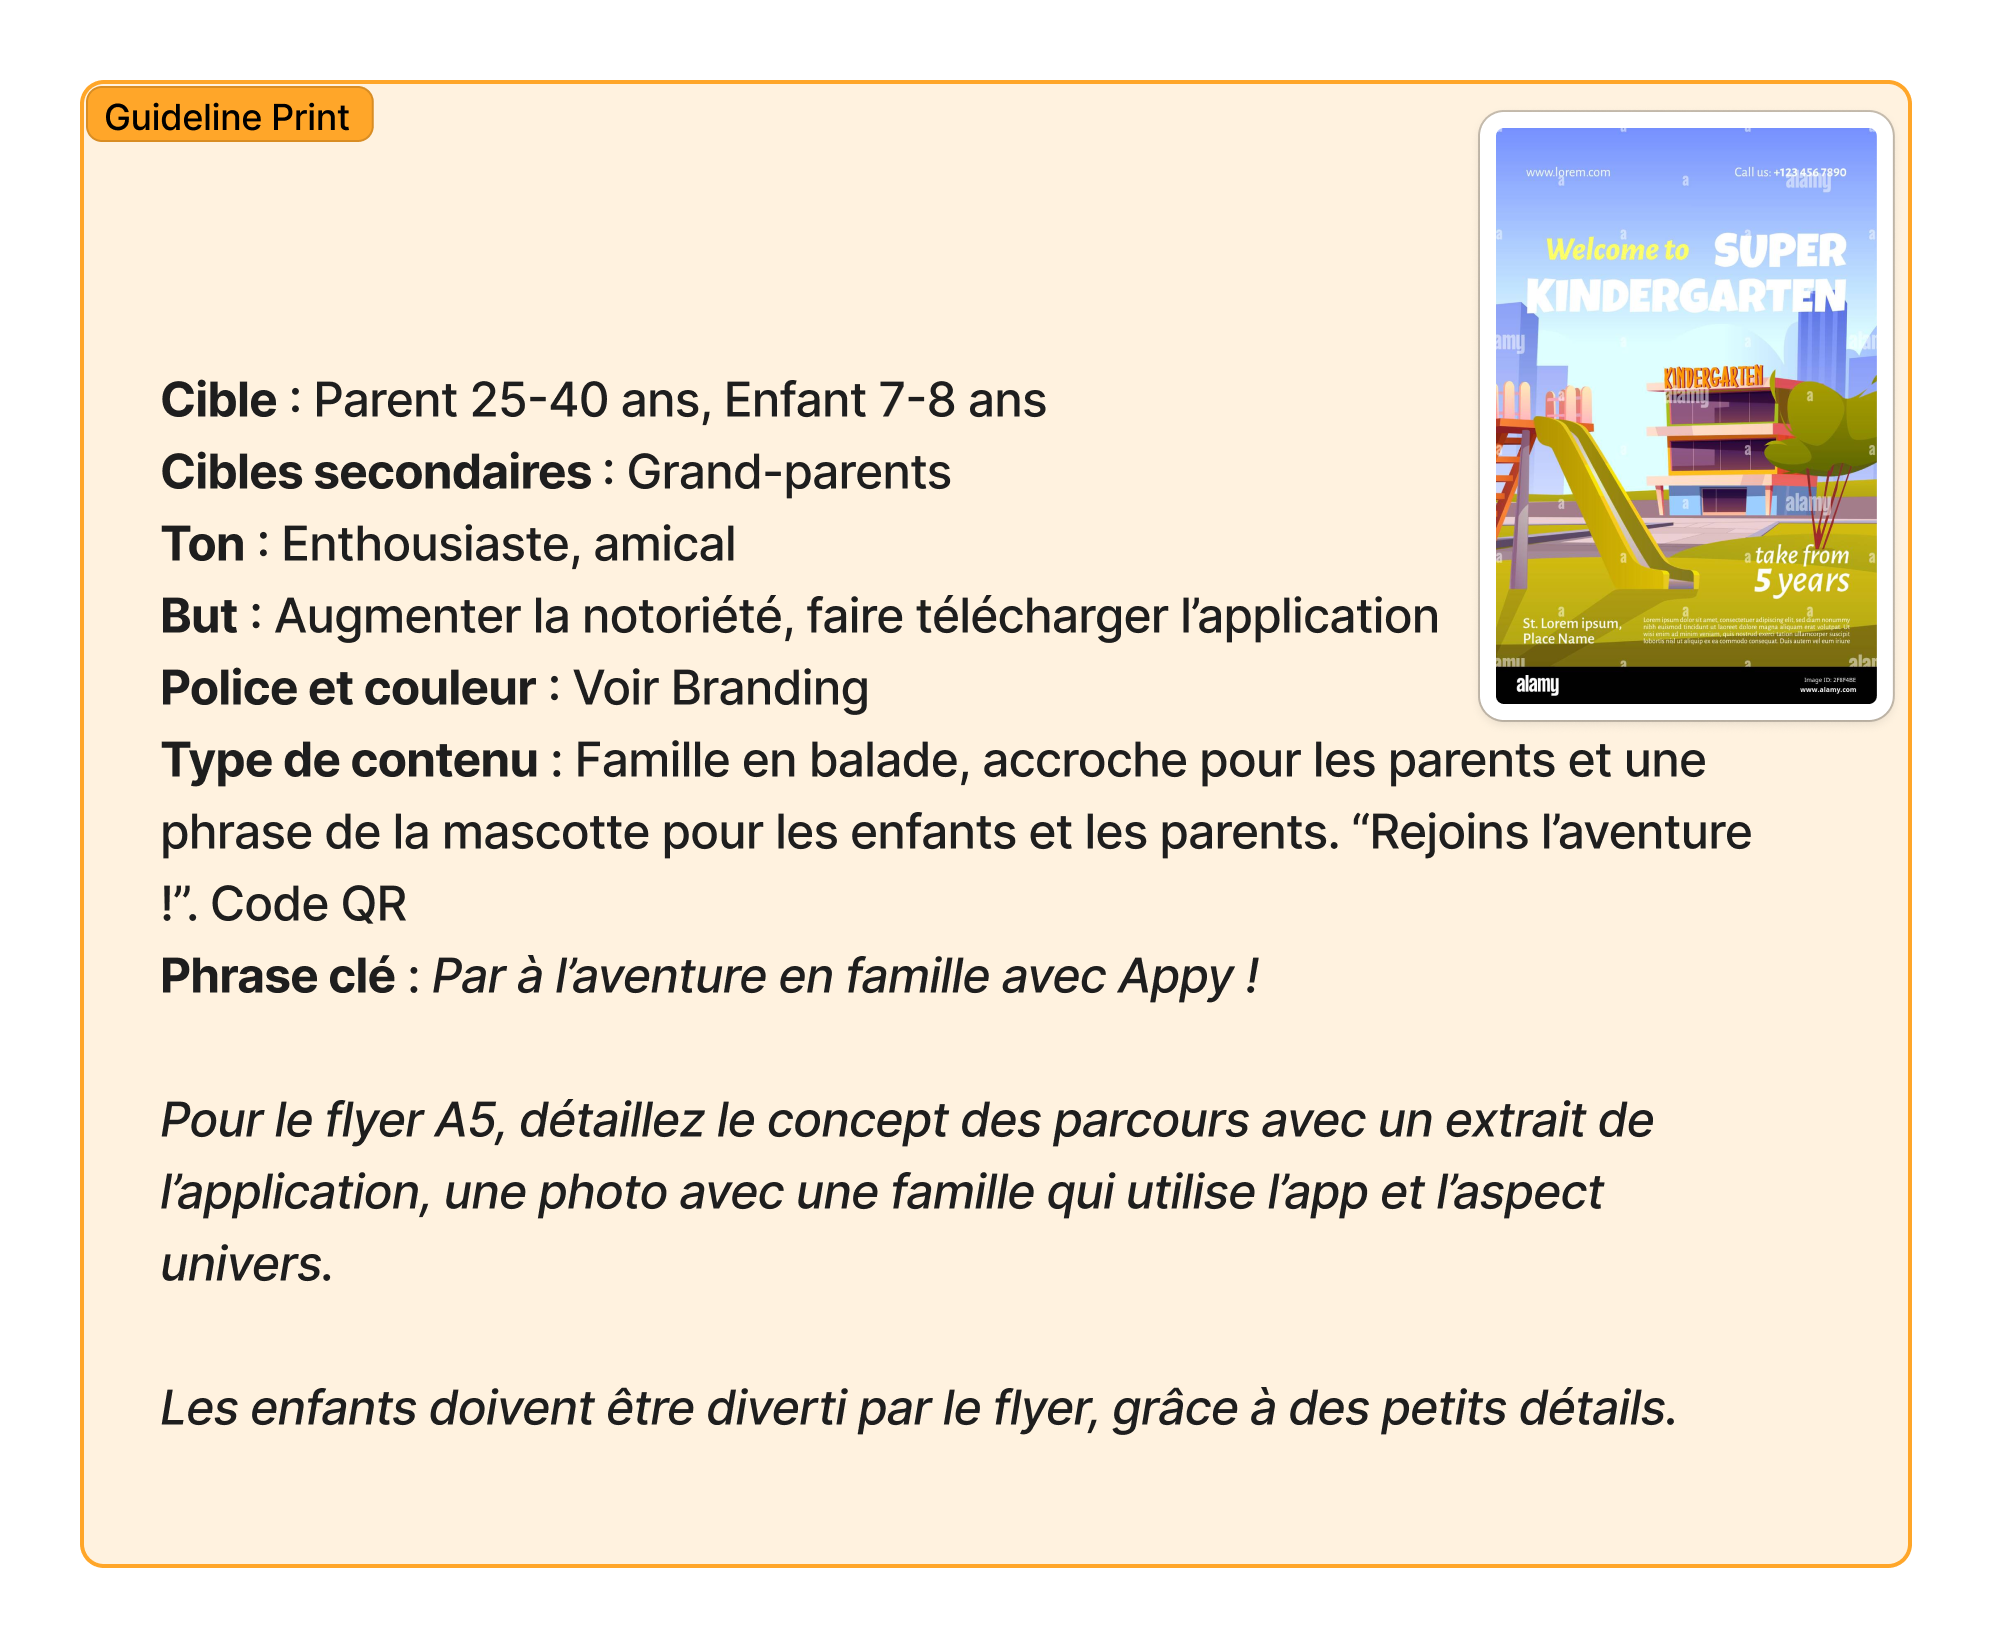 Guideline Print
www.lorem.com
Call us: +123 456 7890
Welcome to SUPER
KINDERGARTEN
KINDERGARTEN
take from
5 years
St. Lorem ipsum,
Place Name
alamy
Image ID: 2F8F4BE
www.alamy.com
Cible : Parent 25-40 ans, Enfant 7-8 ans
Cibles secondaires : Grand-parents
Ton : Enthousiaste, amical
But : Augmenter la notoriété, faire télécharger l’application
Police et couleur : Voir Branding
Type de contenu : Famille en balade, accroche pour les parents et une
phrase de la mascotte pour les enfants et les parents. “Rejoins l’aventure
!”. Code QR
Phrase clé : Par à l’aventure en famille avec Appy !
Pour le flyer A5, détaillez le concept des parcours avec un extrait de
l’application, une photo avec une famille qui utilise l’app et l’aspect
univers.
Les enfants doivent être diverti par le flyer, grâce à des petits détails.